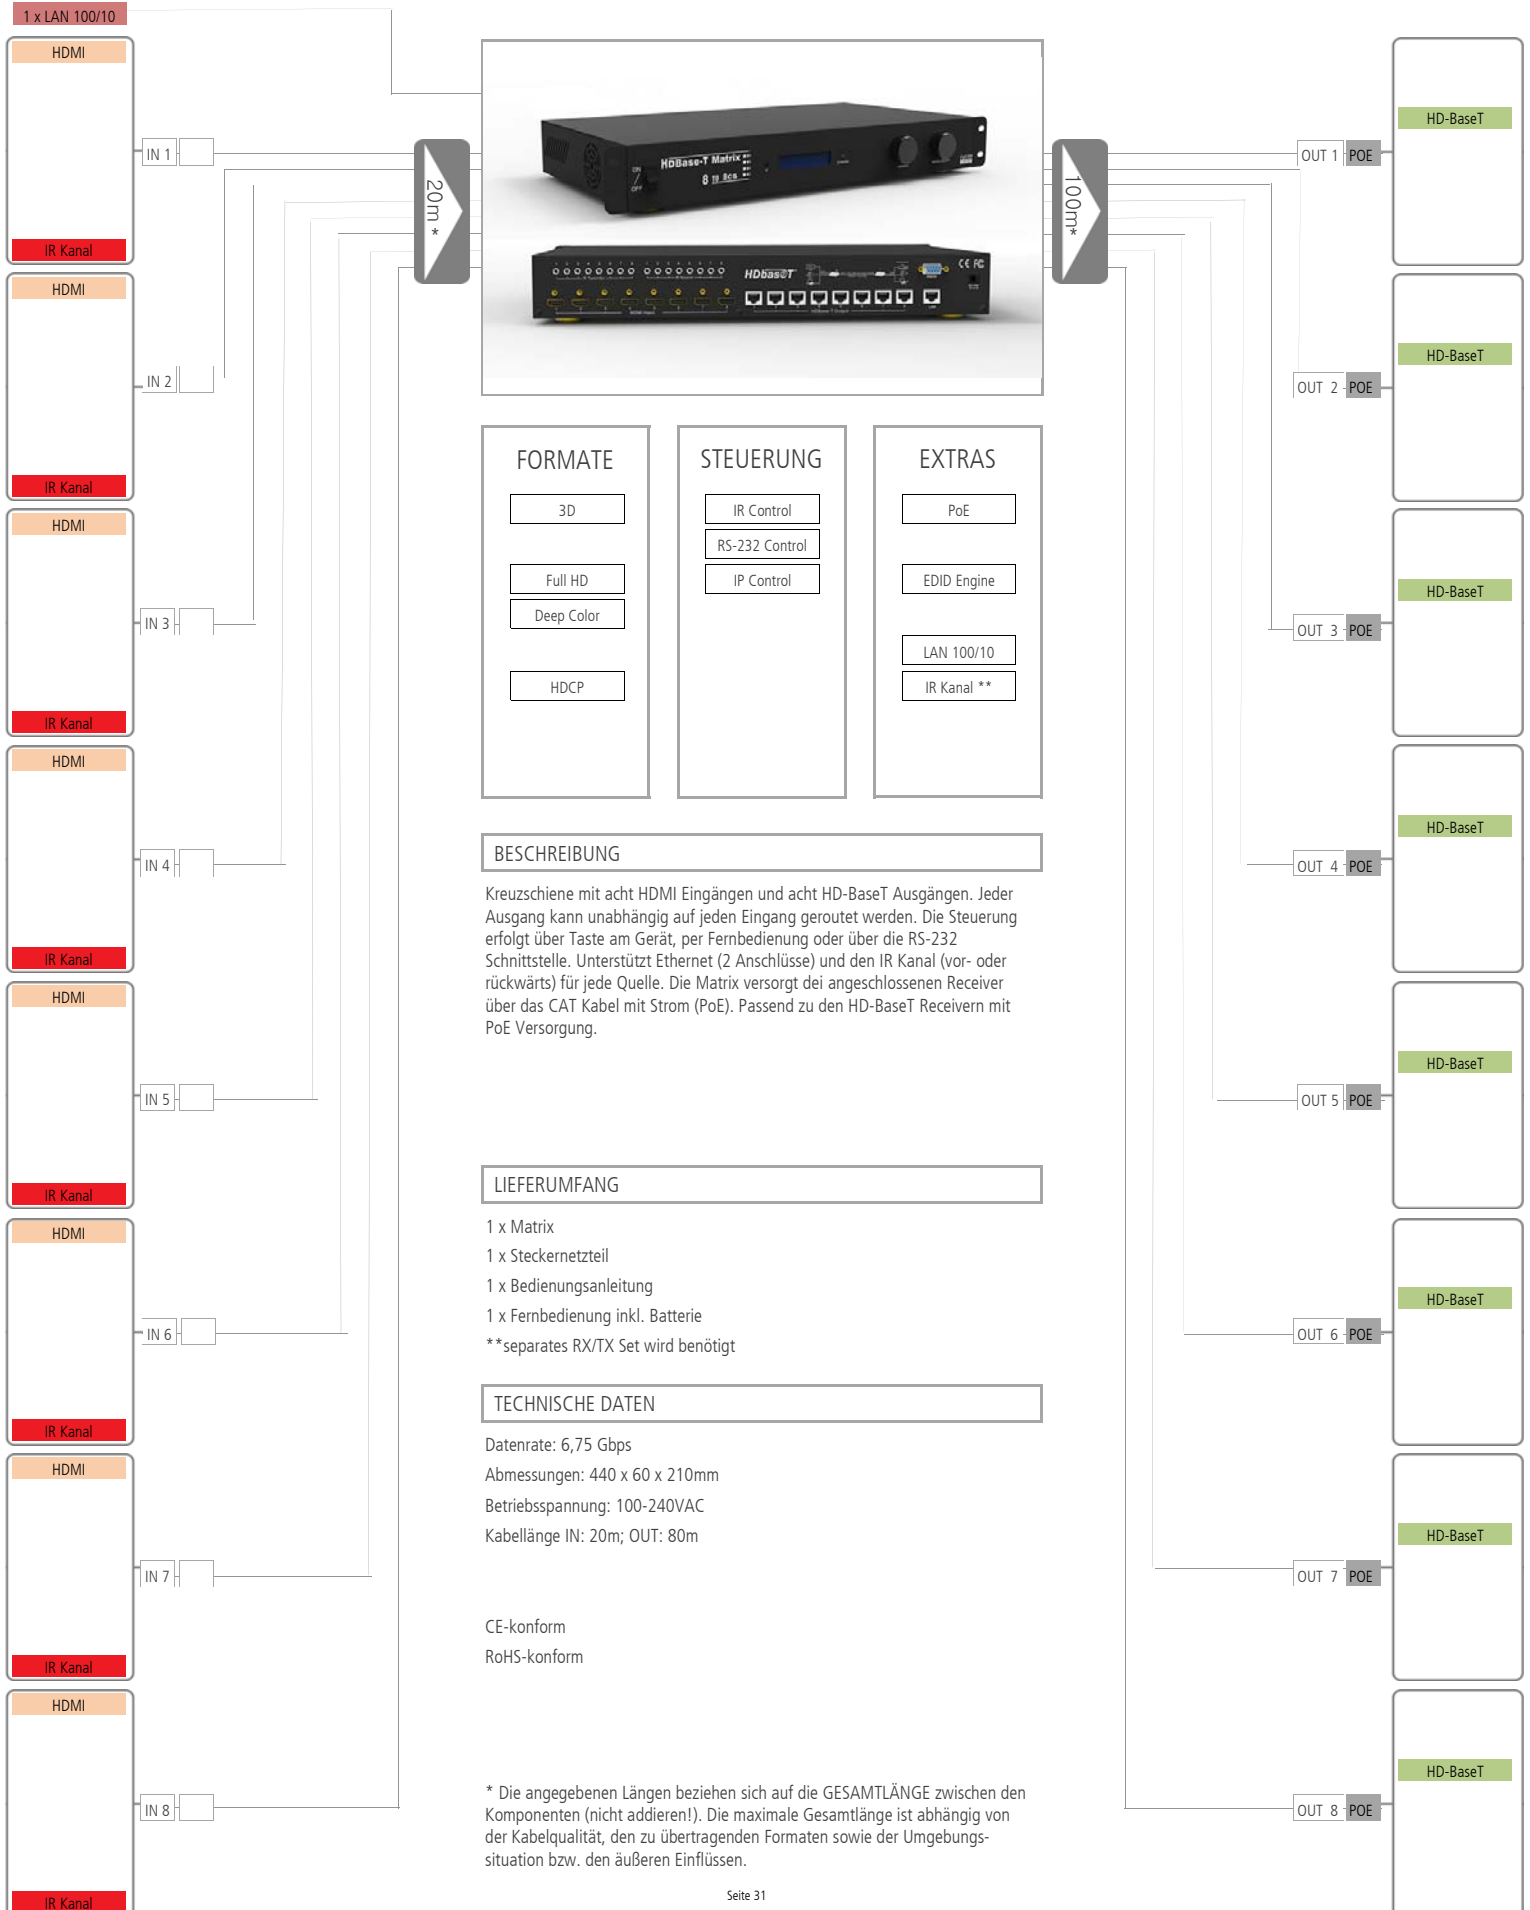 1 x LAN 100/10
HDMI
IR Kanal
IN 1
HDMI
IR Kanal
IN 2
HDMI
IR Kanal
IN 3
HDMI
IR Kanal
IN 4
HDMI
IR Kanal
IN 5
HDMI
IR Kanal
IN 6
HDMI
IR Kanal
IN 7
HDMI
IR Kanal
IN 8
20m *
HDBase-T Matrix
8 TO 8CS
ON
OFF
HDbaseT
HDMI Input
HDBase-T Output
CE FC
100m*
FORMATE
3D
Full HD
Deep Color
HDCP
STEUERUNG
IR Control
RS-232 Control
IP Control
EXTRAS
PoE
EDID Engine
LAN 100/10
IR Kanal **
BESCHREIBUNG
Kreuzschiene mit acht HDMI Eingängen und acht HD-BaseT Ausgängen. Jeder
Ausgang kann unabhängig auf jeden Eingang geroutet werden. Die Steuerung
erfolgt über Taste am Gerät, per Fernbedienung oder über die RS-232
Schnittstelle. Unterstützt Ethernet (2 Anschlüsse) und den IR Kanal (vor- oder
rückwärts) für jede Quelle. Die Matrix versorgt dei angeschlossenen Receiver
über das CAT Kabel mit Strom (PoE). Passend zu den HD-BaseT Receivern mit
PoE Versorgung.
LIEFERUMFANG
1 x Matrix
1 x Steckernetzteil
1 x Bedienungsanleitung
1 x Fernbedienung inkl. Batterie
**separates RX/TX Set wird benötigt
TECHNISCHE DATEN
Datenrate: 6,75 Gbps
Abmessungen: 440 x 60 x 210mm
Betriebsspannung: 100-240VAC
Kabellänge IN: 20m; OUT: 80m
CE-konform
RoHS-konform
* Die angegebenen Längen beziehen sich auf die GESAMTLÄNGE zwischen den
Komponenten (nicht addieren!). Die maximale Gesamtlänge ist abhängig von
der Kabelqualität, den zu übertragenden Formaten sowie der Umgebungs-
situation bzw. den äußeren Einflüssen.
Seite 31
OUT 1 POE
HD-BaseT
OUT 2 POE
HD-BaseT
OUT 3 POE
HD-BaseT
OUT 4 POE
HD-BaseT
OUT 5 POE
HD-BaseT
OUT 6 POE
HD-BaseT
OUT 7 POE
HD-BaseT
OUT 8 POE
HD-BaseT